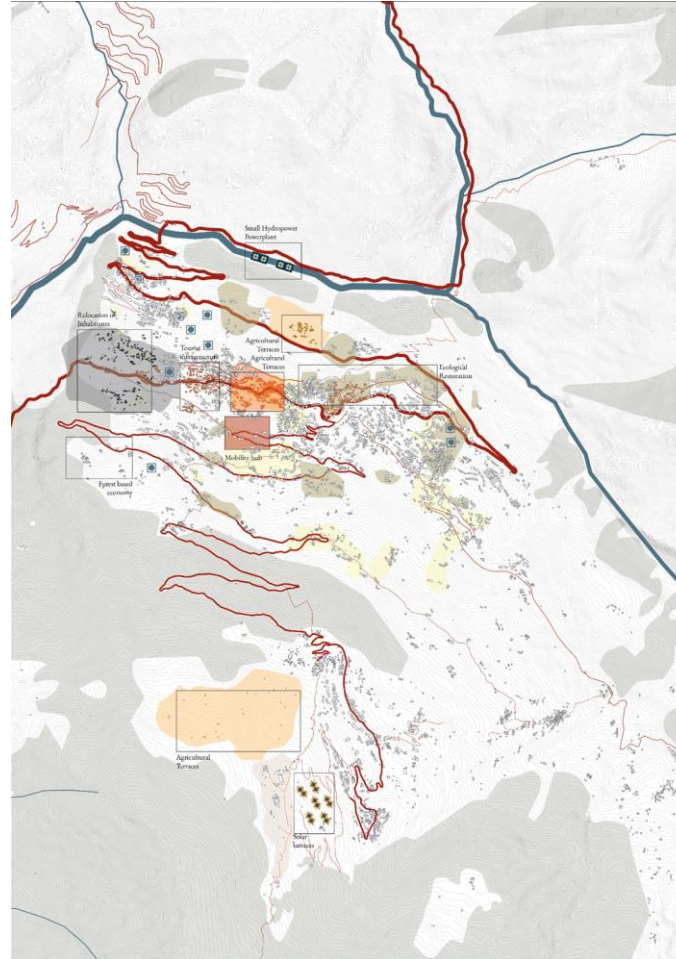 Small Hydropower
Powerplant
Relocation of
Inhabitants
Tourist
infrastructure
Agricultural
Terraces
Agricultural
Terraces
Ecological
Restoration
Mobility hub
Forest based
economy
Agricultural
Terraces
Solar